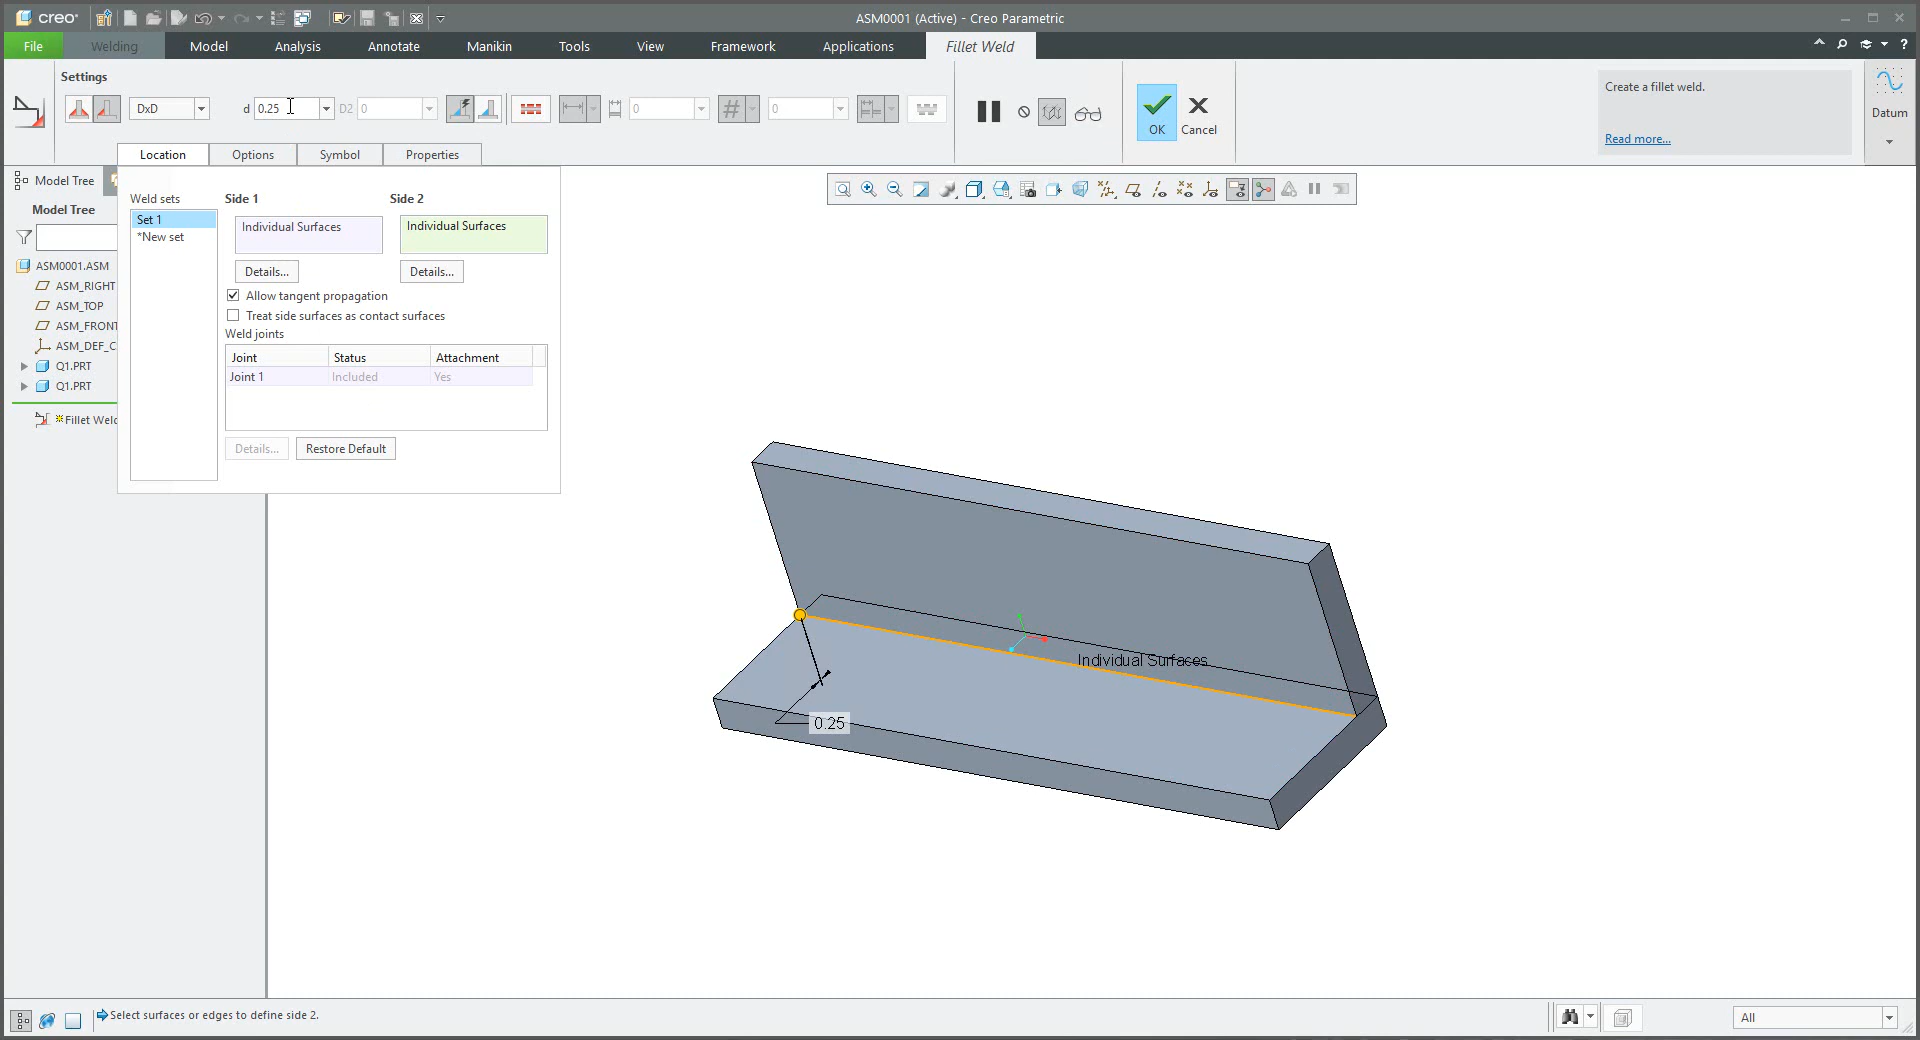 creo°
ASM0001 (Active) - Creo Parametric
File Welding Model Analysis Annotate Manikin Tools View Framework Applications Fillet Weld
Settings
DxD d 0.25 D2 0 0 # 0
OK Cancel
Create a fillet weld.
Read more...
Datum
Location Options Symbol Properties
Model Tree
Model Tree
ASM0001.ASM
ASM_RIGHT
ASM_TOP
ASM_FRONT
ASM_DEF_C
Q1.PRT
Q1.PRT
*Fillet Weld
Weld sets Side 1 Side 2
Set 1
*New set
Individual Surfaces Individual Surfaces
Details... Details...
Allow tangent propagation
Treat side surfaces as contact surfaces
Weld joints
Joint Status Attachment
Joint 1 Included Yes
Details... Restore Default
Individual Surfaces
0.25
Select surfaces or edges to define side 2.
All